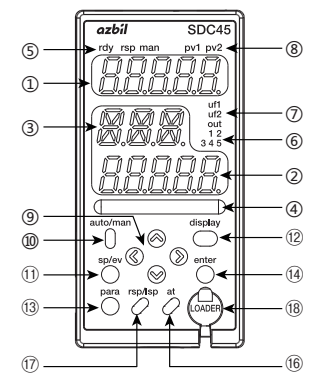 azbil SDC45
⑤ rdy rsp man pv1 pv2 ⑧
①
uf1
③ uf2 ⑦
out
1 2
3 4 5 ⑥
②
④
⑨ auto/man display
⑩ ⑫
sp/ev enter
⑪ ⑭
para rsp/lsp at
⑬ LOADER ⑱
⑰ ⑯